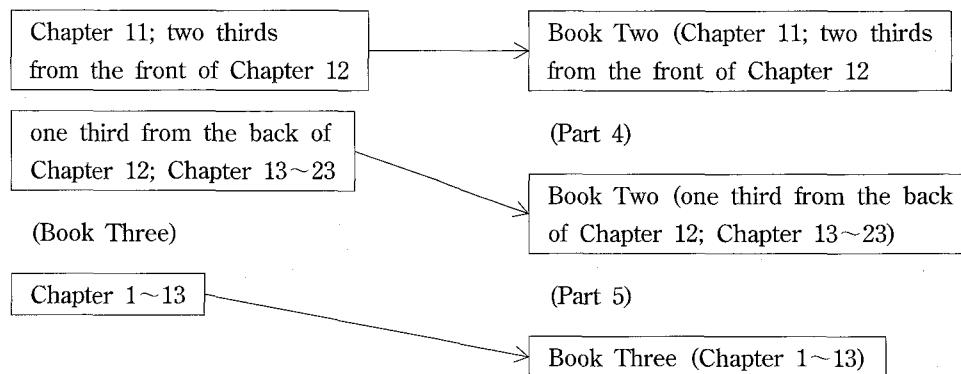 Chapter 11; two thirds
from the front of Chapter 12
one third from the back of
Chapter 12; Chapter 13~23
(Book Three)
Chapter 1~13
Book Two (Chapter 11; two thirds
from the front of Chapter 12
(Part 4)
Book Two (one third from the back
of Chapter 12; Chapter 13~23)
(Part 5)
Book Three (Chapter 1~13)